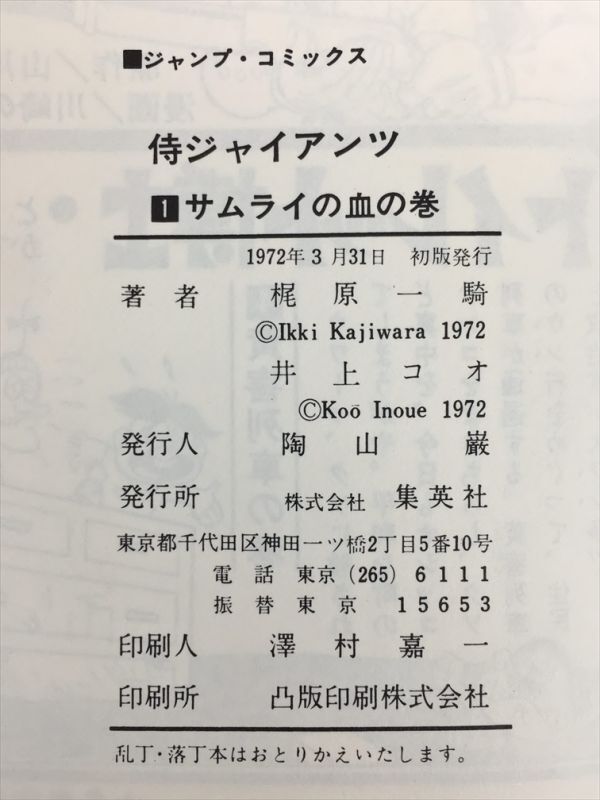 ■ジャンプ・コミックス
侍ジャイアンツ
1サムライの血の巻
1972年3月31日 初版発行
著者 梶原一騎
©Ikki Kajiwara 1972
井上コオ
©Koō Inoue 1972
発行人 陶山巌
発行所 株式会社 集英社
東京都千代田区神田一ツ橋2丁目5番10号
電話 東京(265)6111
振替東京 15653
印刷人 澤村嘉一
印刷所 凸版印刷株式会社
乱丁・落丁本はおとりかえいたします。